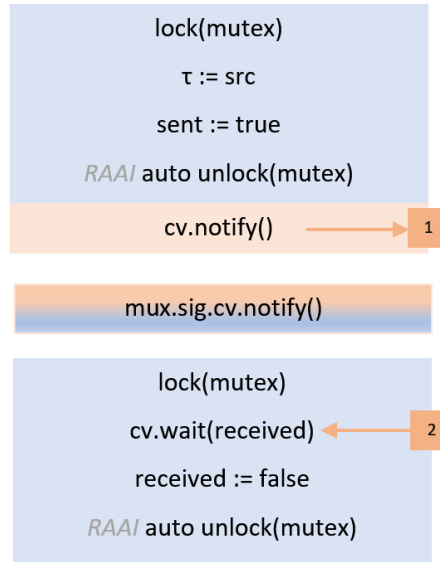 lock(mutex)
τ := src
sent := true
RAAI auto unlock(mutex)
cv.notify() 1
mux.sig.cv.notify()
lock(mutex)
cv.wait(received) 2
received := false
RAAI auto unlock(mutex)